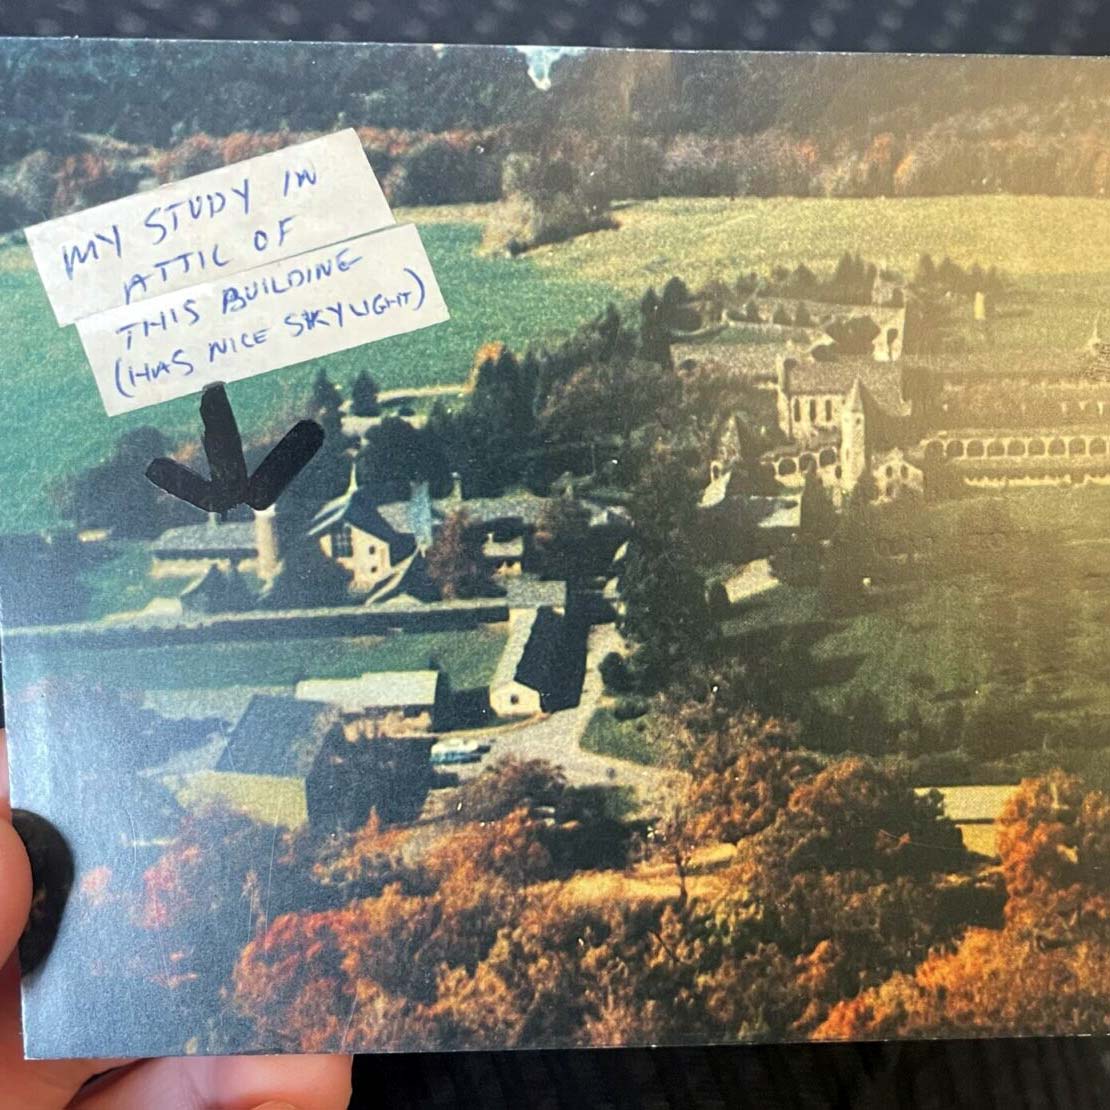 MY STUDY IN
ATTIC OF
THIS BUILDING
(HAS NICE SKYLIGHT)